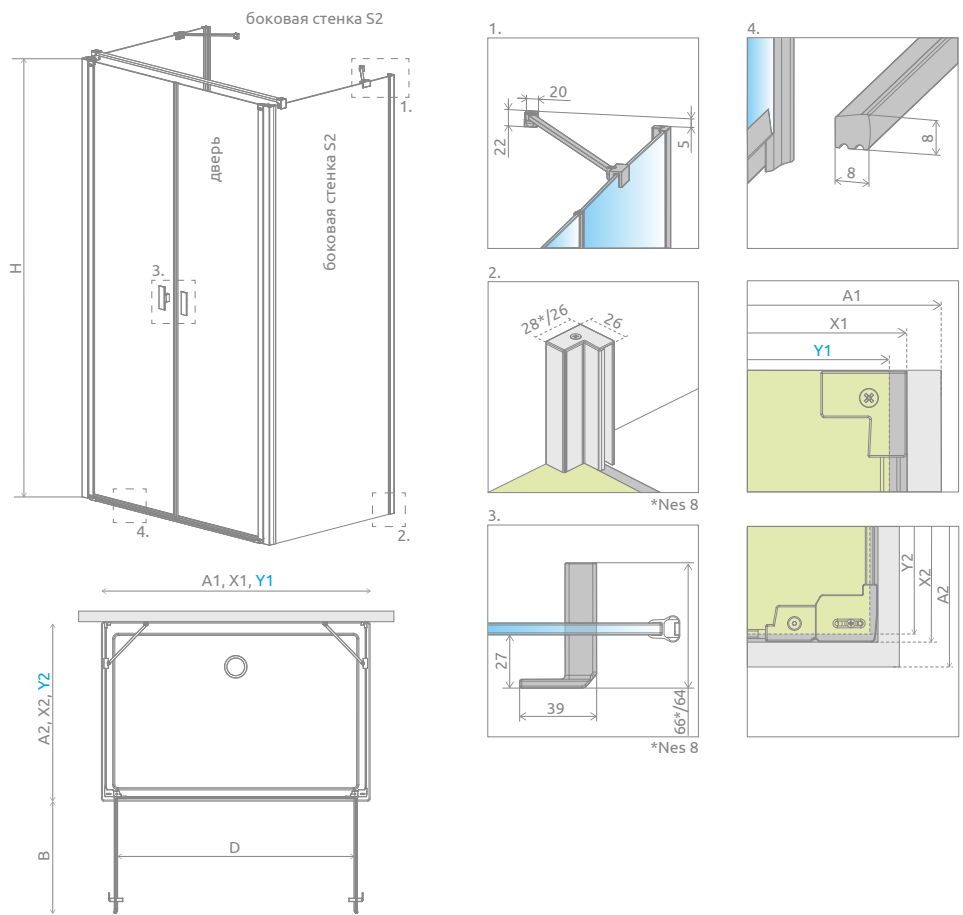 боковая стенка S2
1.
дверь
боковая стенка S2
H
3.
4.
2.
A1, X1, Y1
A2, X2, Y2
B
D
1.
20
22
5
2.
28*/26
26
*Nes 8
3.
27
39
66*/64
*Nes 8
4.
8
8
A1
X1
Y1
Y2
X2
A2